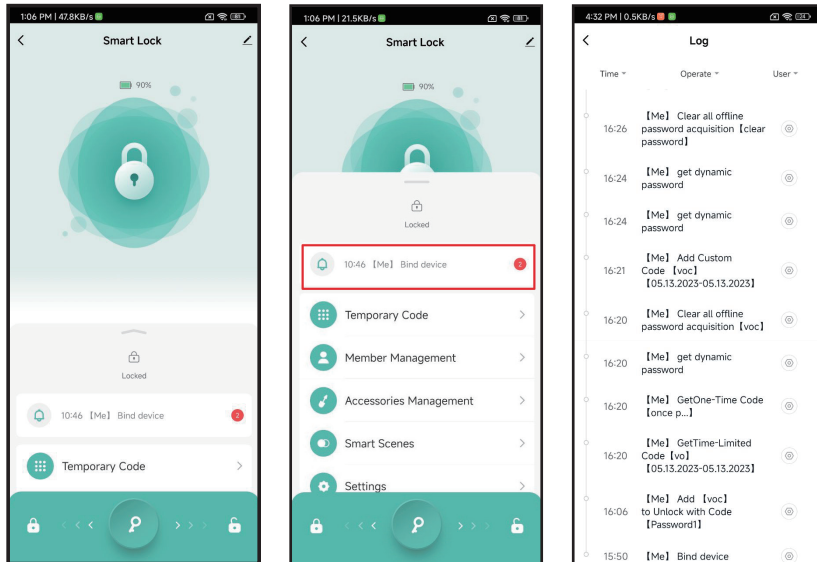 1:06 PM | 47.8KB/s
81
Smart Lock
90%
Locked
10:46 【Me】 Bind device
2
Temporary Code
1:06 PM | 21.5KB/s
81
Smart Lock
90%
Locked
10:46 【Me】 Bind device
2
Temporary Code
Member Management
Accessories Management
Smart Scenes
Settings
4:32 PM | 0.5KB/s
Log
Time
Operate
User
16:26
【Me】 Clear all offline
password acquisition【clear
password】
16:24
【Me】 get dynamic
password
16:24
【Me】 get dynamic
password
16:21
【Me】 Add Custom
Code 【voc】
【05.13.2023-05.13.2023】
16:20
【Me】 Clear all offline
password acquisition【voc】
16:20
【Me】 get dynamic
password
16:20
【Me】 GetOne-Time Code
【once p...】
16:20
【Me】 GetTime-Limited
Code【vo】
【05.13.2023-05.13.2023】
16:06
【Me】 Add 【voc】
to Unlock with Code
【Password1】
15:50
【Me】 Bind device